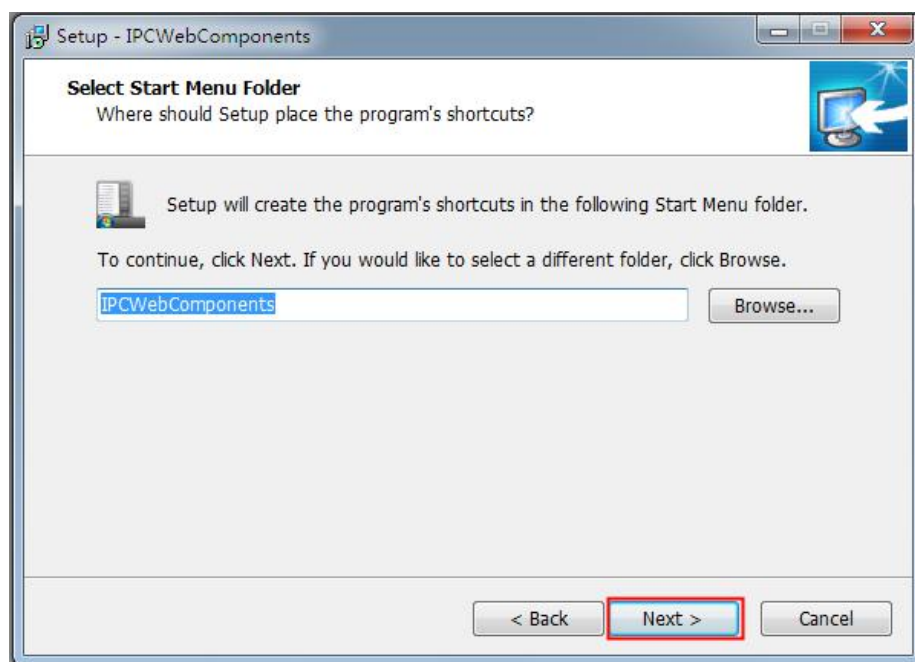 Setup - IPCWebComponents
Select Start Menu Folder
Where should Setup place the program's shortcuts?
Setup will create the program's shortcuts in the following Start Menu folder.
To continue, click Next. If you would like to select a different folder, click Browse.
IPCWebComponents
Browse...
< Back
Next >
Cancel